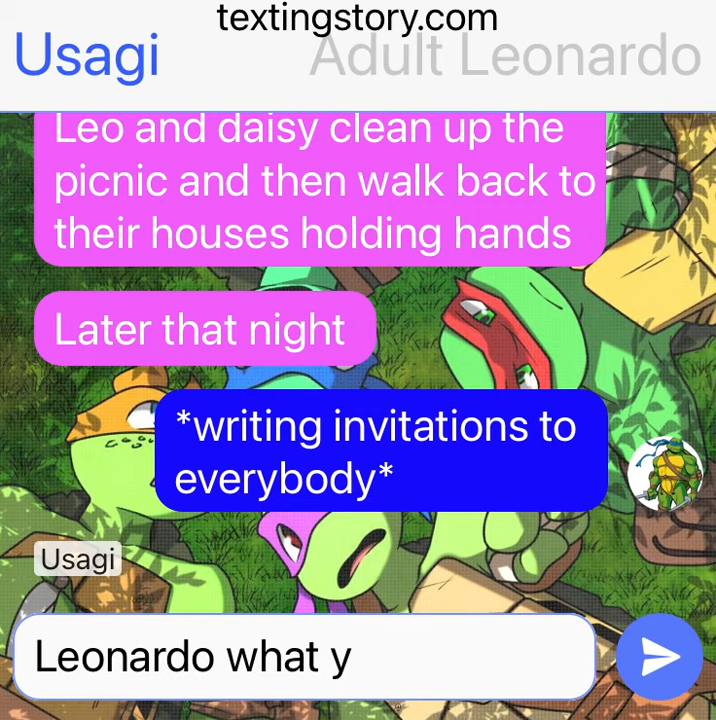 textingstory.com
Usagi
Adult Leonardo
Leo and daisy clean up the
picnic and then walk back to
their houses holding hands
Later that night
*writing invitations to
everybody*
Usagi
Leonardo what y